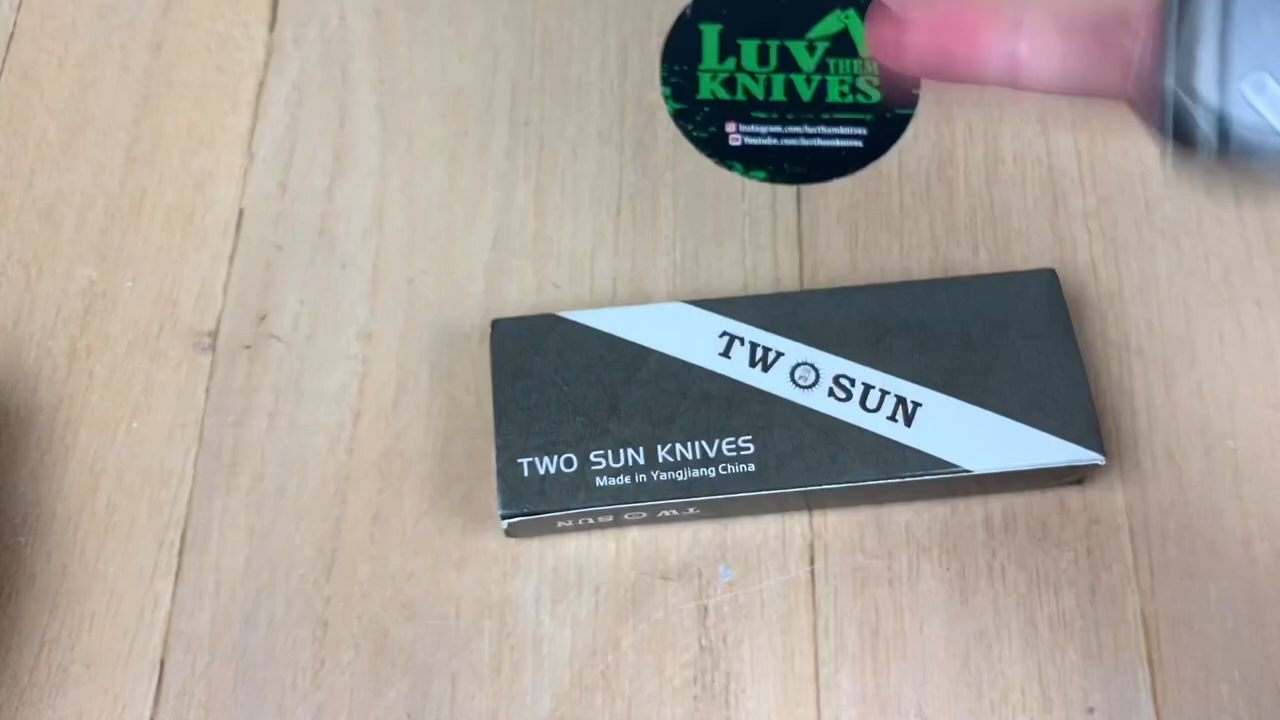 LUV
THEM
KNIVES
Instagram.com/luvthemknives
Youtube.com/luvthemknives
TWO SUN
TWO SUN KNIVES
Made in Yangjiang China
TWO SUN